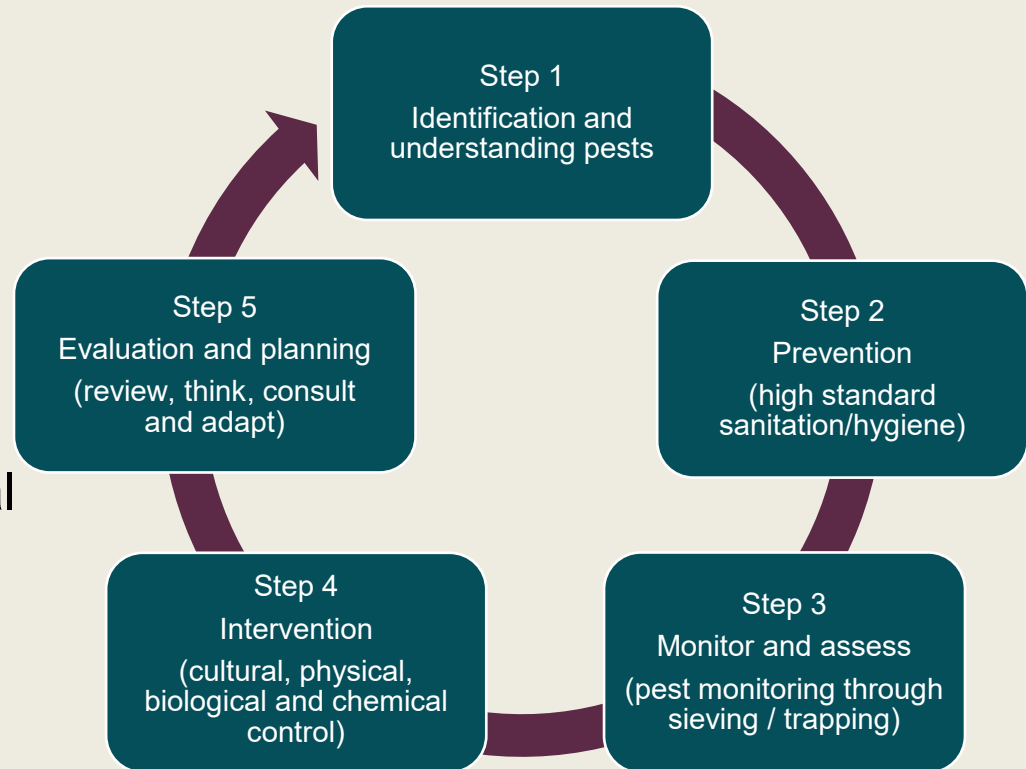 Step 1
Identification and
understanding pests
Step 2
Prevention
(high standard
sanitation/hygiene)
Step 3
Monitor and assess
(pest monitoring through
sieving / trapping)
Step 4
Intervention
(cultural, physical,
biological and chemical
control)
Step 5
Evaluation and planning
(review, think, consult
and adapt)